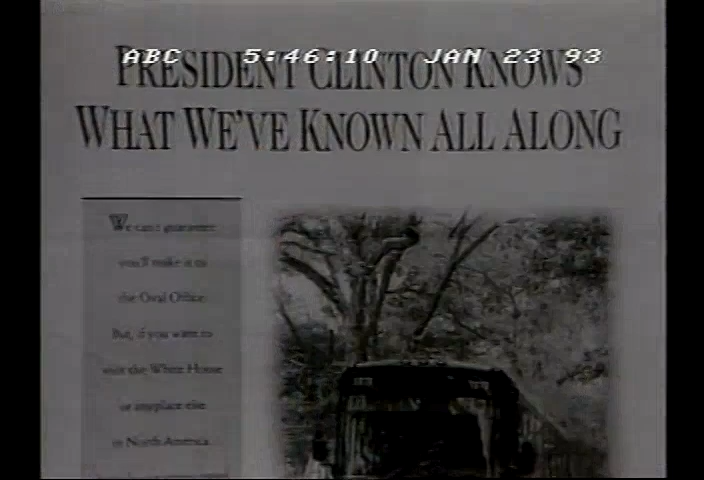 ABC 5:46:10 JAN 23 93
PRESIDENT CLINTON KNOWS
WHAT WE'VE KNOWN ALL ALONG
We can't guarantee
you'll make it to
the Oval Office
But, if you want to
visit the White House
or anyplace else
in North America